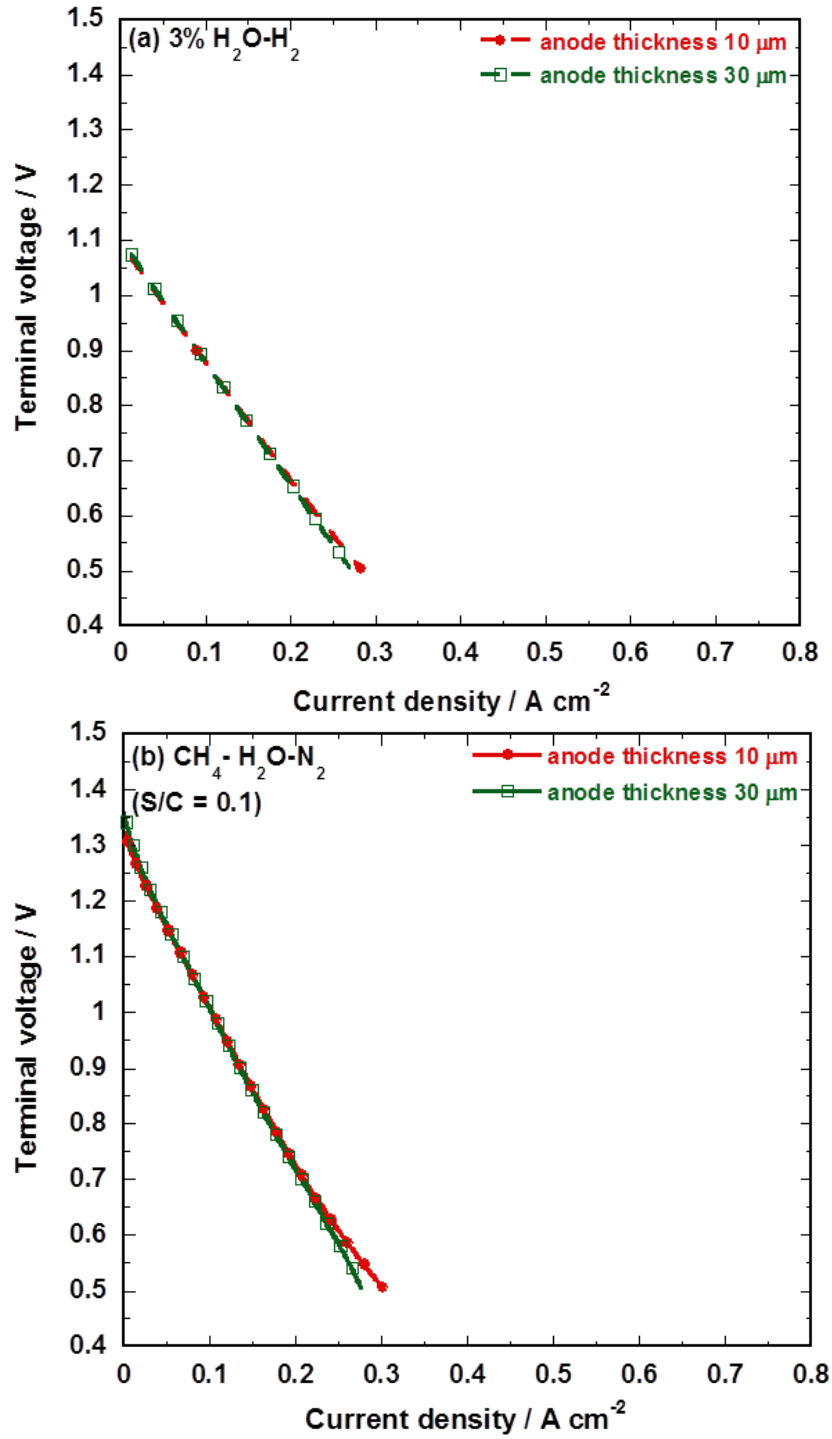 (a) 3% H₂O-H₂
anode thickness 10 μm
anode thickness 30 μm
1.5
1.4
1.3
1.2
1.1
1
0.9
0.8
0.7
0.6
0.5
0.4
Terminal voltage / V
0 0.1 0.2 0.3 0.4 0.5 0.6 0.7 0.8
Current density / A cm⁻²
(b) CH₄- H₂O-N₂
(S/C = 0.1)
anode thickness 10 μm
anode thickness 30 μm
1.5
1.4
1.3
1.2
1.1
1
0.9
0.8
0.7
0.6
0.5
0.4
Terminal voltage / V
0 0.1 0.2 0.3 0.4 0.5 0.6 0.7 0.8
Current density / A cm⁻²